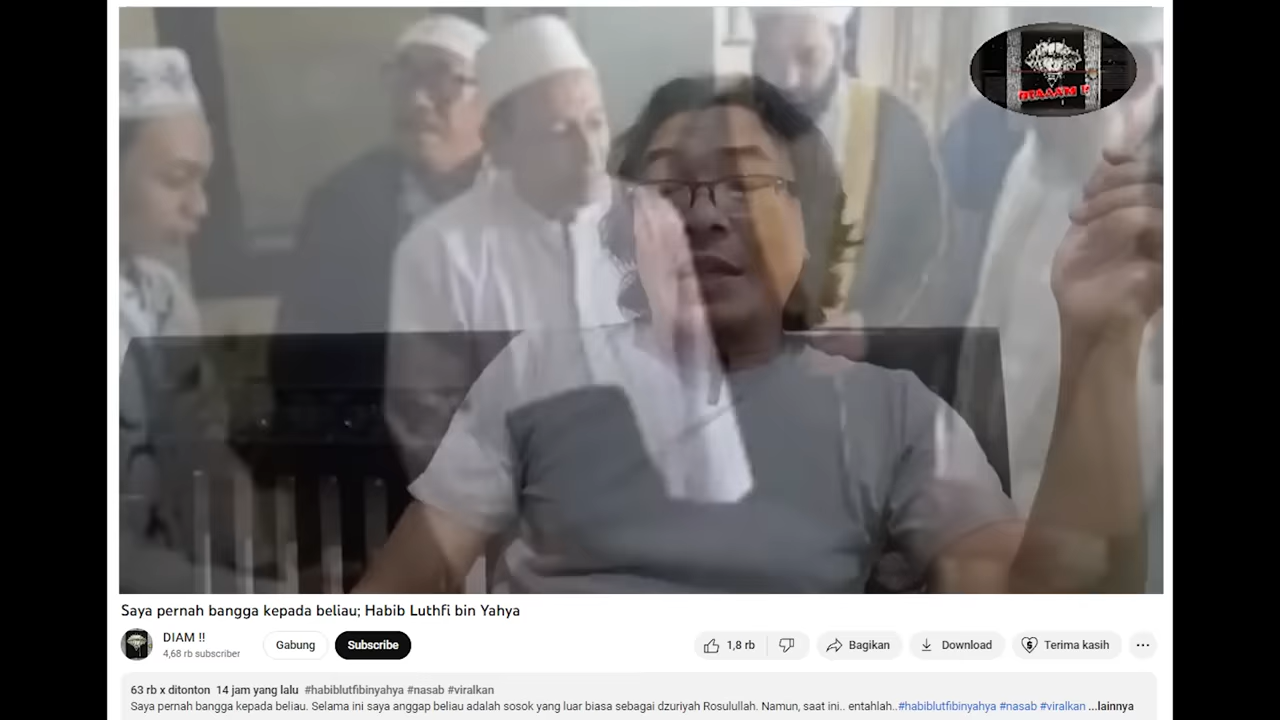 DIAAAM !!
Saya pernah bangga kepada beliau; Habib Luthfi bin Yahya
DIAM !!
4,68 rb subscriber
Gabung
Subscribe
1,8 rb
Bagikan
Download
Terima kasih
63 rb x ditonton 14 jam yang lalu #habiblutfibinyahya #nasab #viralkan
Saya pernah bangga kepada beliau. Selama ini saya anggap beliau adalah sosok yang luar biasa sebagai dzuriyah Rosulullah. Namun, saat ini.. entahlah..#habiblutfibinyahya #nasab #viralkan ...lainnya